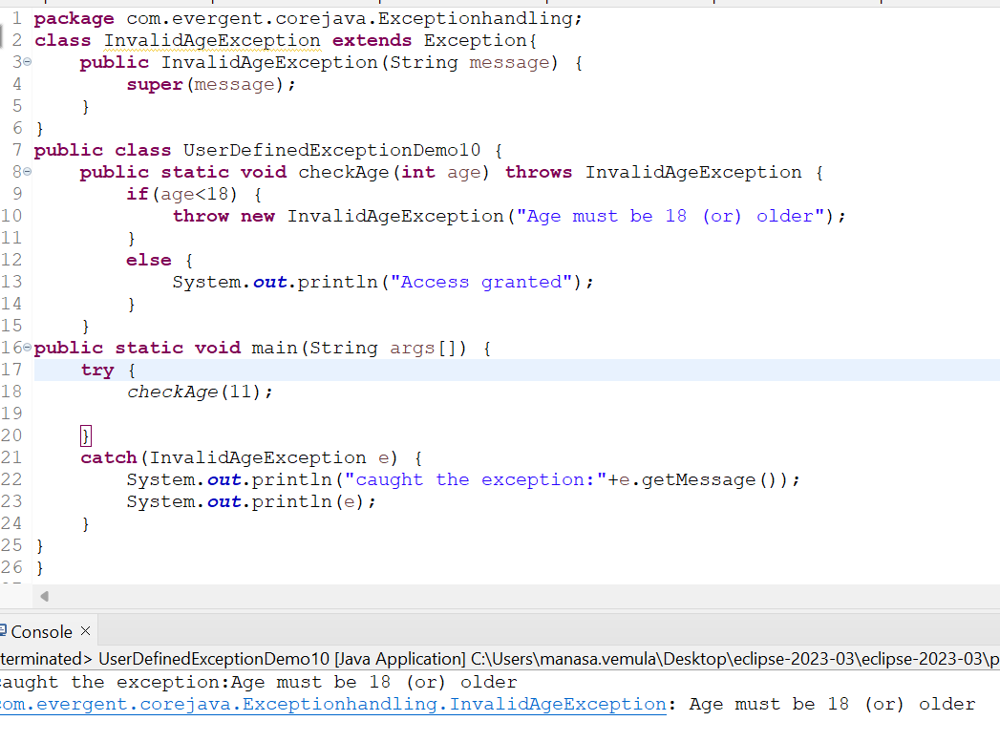 1 package com.evergent.corejava.Exceptionhandling;
2 class InvalidAgeException extends Exception{
3 public InvalidAgeException(String message) {
4 super(message);
5 }
6 }
7 public class UserDefinedExceptionDemo10 {
8 public static void checkAge(int age) throws InvalidAgeException {
9 if(age<18) {
10 throw new InvalidAgeException("Age must be 18 (or) older");
11 }
12 else {
13 System.out.println("Access granted");
14 }
15 }
16 public static void main(String args[]) {
17 try {
18 checkAge(11);
19
20 }
21 catch(InvalidAgeException e) {
22 System.out.println("caught the exception:"+e.getMessage());
23 System.out.println(e);
24 }
25 }
26 }
Console ×
terminated> UserDefinedExceptionDemo10 [Java Application] C:\Users\manasa.vemula\Desktop\eclipse-2023-03\eclipse-2023-03\p
caught the exception:Age must be 18 (or) older
com.evergent.corejava.Exceptionhandling.InvalidAgeException: Age must be 18 (or) older